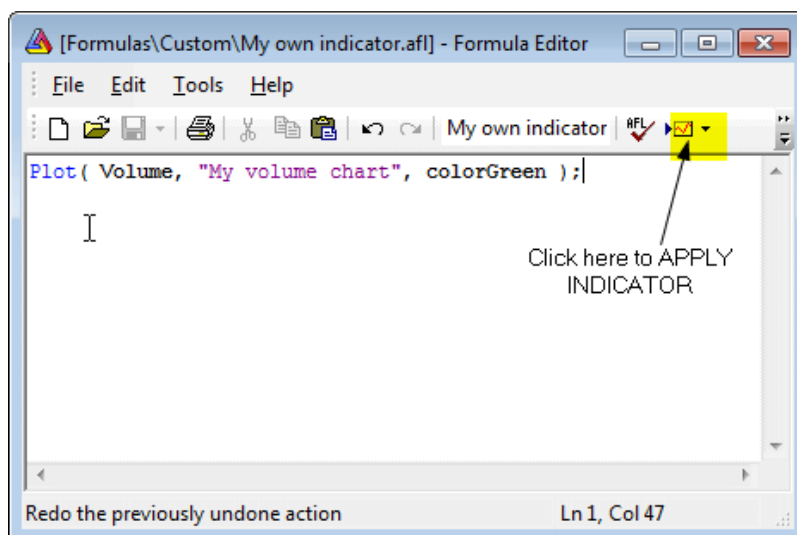 [Formulas\Custom\My own indicator.afl] - Formula Editor
File Edit Tools Help
My own indicator AFL
Plot( Volume, "My volume chart", colorGreen );
Click here to APPLY
INDICATOR
Redo the previously undone action Ln 1, Col 47